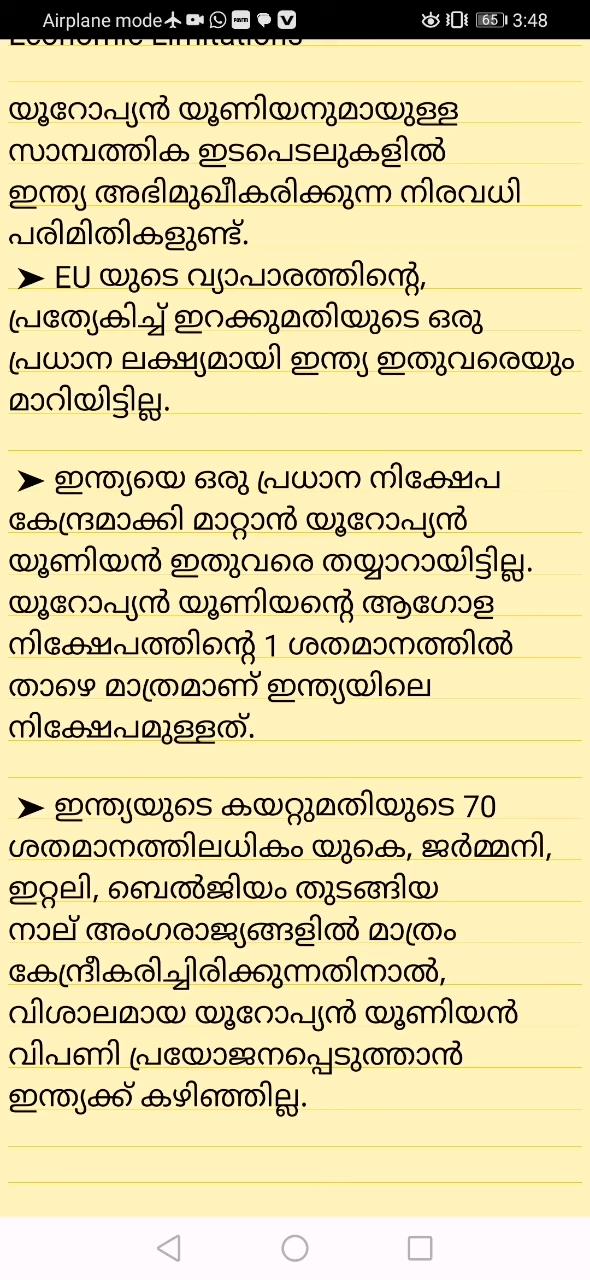 Airplane mode 65 3:48
Economic Limitations
യൂറോപ്യൻ യൂണിയനുമായുള്ള
സാമ്പത്തിക ഇടപെടലുകളിൽ
ഇന്ത്യ അഭിമുഖീകരിക്കുന്ന നിരവധി
പരിമിതികളുണ്ട്.
➤ EU യുടെ വ്യാപാരത്തിന്റെ,
പ്രത്യേകിച്ച് ഇറക്കുമതിയുടെ ഒരു
പ്രധാന ലക്ഷ്യമായി ഇന്ത്യ ഇതുവരെയും
മാറിയിട്ടില്ല.
➤ ഇന്ത്യയെ ഒരു പ്രധാന നിക്ഷേപ
കേന്ദ്രമാക്കി മാറ്റാൻ യൂറോപ്യൻ
യൂണിയൻ ഇതുവരെ തയ്യാറായിട്ടില്ല.
യൂറോപ്യൻ യൂണിയന്റെ ആഗോള
നിക്ഷേപത്തിന്റെ 1 ശതമാനത്തിൽ
താഴെ മാത്രമാണ് ഇന്ത്യയിലെ
നിക്ഷേപമുള്ളത്.
➤ ഇന്ത്യയുടെ കയറ്റുമതിയുടെ 70
ശതമാനത്തിലധികം യുകെ, ജർമ്മനി,
ഇറ്റലി, ബെൽജിയം തുടങ്ങിയ
നാല് അംഗരാജ്യങ്ങളിൽ മാത്രം
കേന്ദ്രീകരിച്ചിരിക്കുന്നതിനാൽ,
വിശാലമായ യൂറോപ്യൻ യൂണിയൻ
വിപണി പ്രയോജനപ്പെടുത്താൻ
ഇന്ത്യക്ക് കഴിഞ്ഞില്ല.